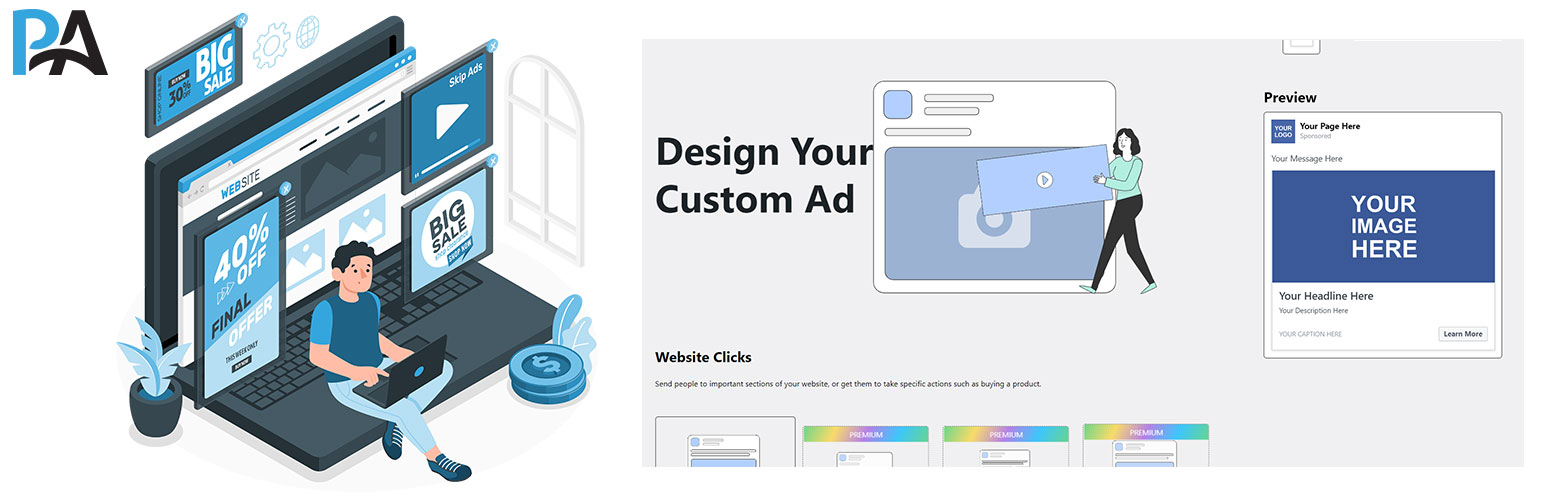 PA
SHOP ONLINE
BUY NOW
30%
OFF
BIG
SALE
Skip Ads
WEBSITE
BIG
SALE
SHOP NOW
40%
OFF
FINAL
OFFER
THIS WEEK ONLY
BUY NOW
$
Design Your
Custom Ad
Website Clicks
Send people to important sections of your website, or get them to take specific actions such as buying a product.
PREMIUM
PREMIUM
PREMIUM
Preview
YOUR
LOGO
Your Page Here
Sponsored
Your Message Here
YOUR
IMAGE
HERE
Your Headline Here
Your Description Here
YOUR CAPTION HERE
Learn More